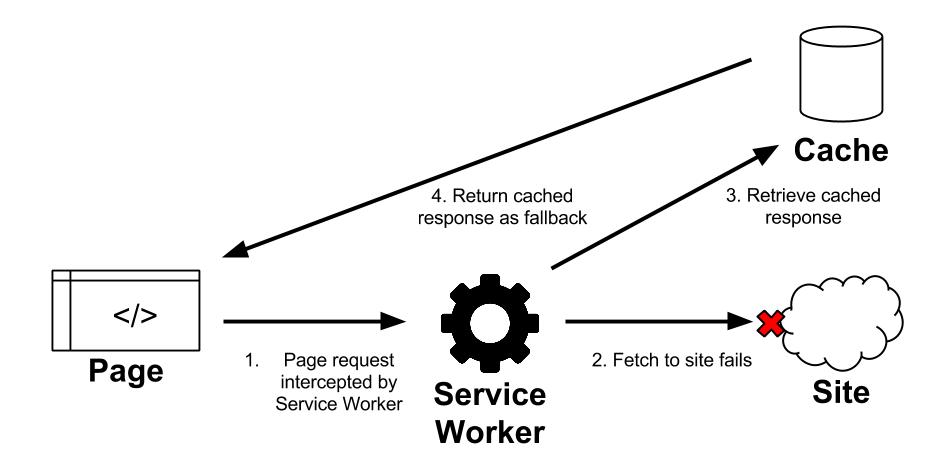 Cache
4. Return cached
response as fallback
3. Retrieve cached
response
</>
Page
1. Page request
intercepted by
Service Worker
Service
Worker
2. Fetch to site fails
Site